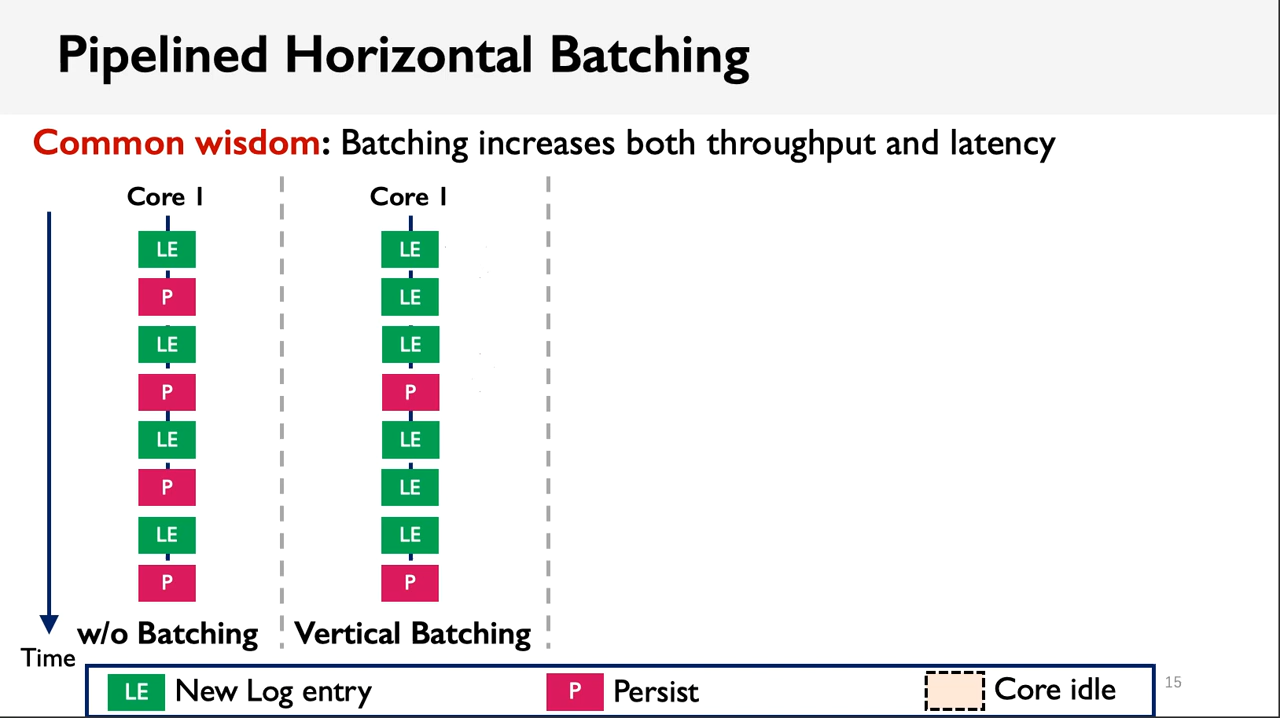 Pipelined Horizontal Batching
Common wisdom: Batching increases both throughput and latency
Core 1
LE
P
LE
P
LE
P
LE
P
w/o Batching
Core 1
LE
LE
LE
P
LE
LE
LE
P
Vertical Batching
Time
LE New Log entry P Persist Core idle
15